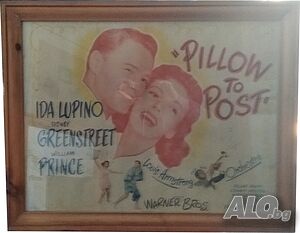 "PILLOW
TO
POST"
IDA LUPINO
SYDNEY
GREENSTREET
WILLIAM
PRINCE
Louis Armstrong
Orchestra
WARNER BROS.
ALO.bg